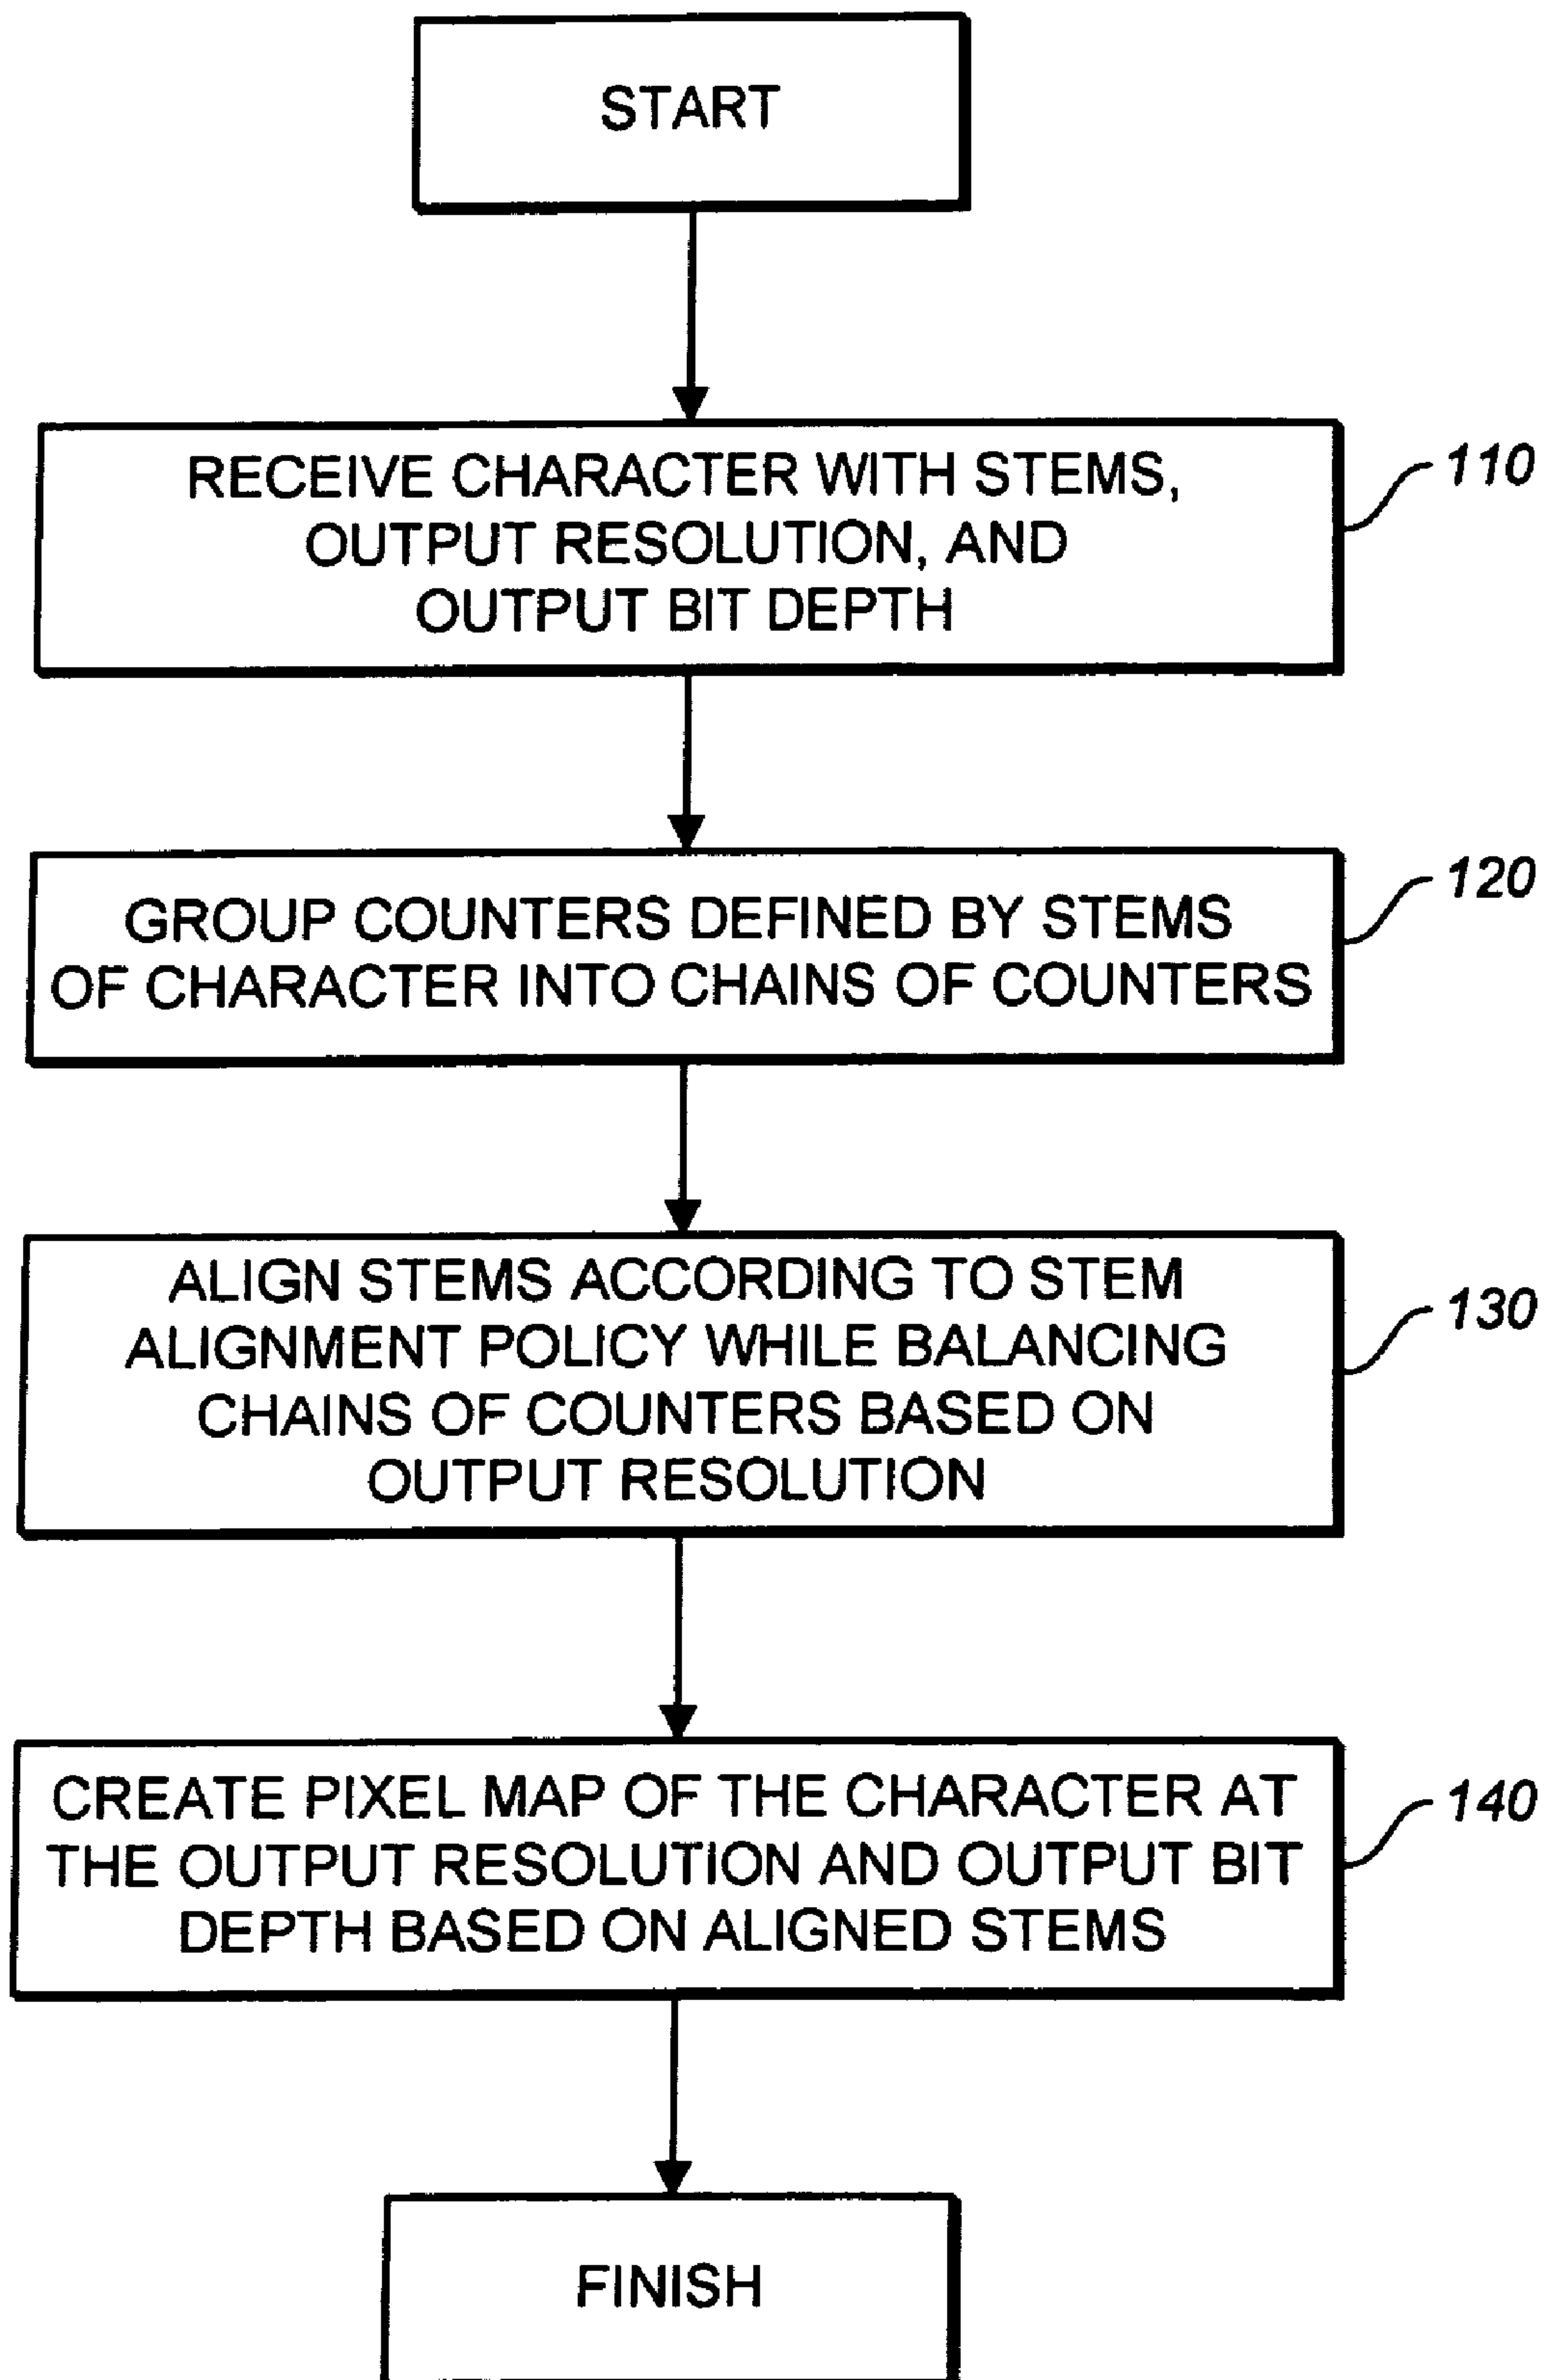 START
RECEIVE CHARACTER WITH STEMS,
OUTPUT RESOLUTION, AND
OUTPUT BIT DEPTH
110
GROUP COUNTERS DEFINED BY STEMS
OF CHARACTER INTO CHAINS OF COUNTERS
120
ALIGN STEMS ACCORDING TO STEM
ALIGNMENT POLICY WHILE BALANCING
CHAINS OF COUNTERS BASED ON
OUTPUT RESOLUTION
130
CREATE PIXEL MAP OF THE CHARACTER AT
THE OUTPUT RESOLUTION AND OUTPUT BIT
DEPTH BASED ON ALIGNED STEMS
140
FINISH